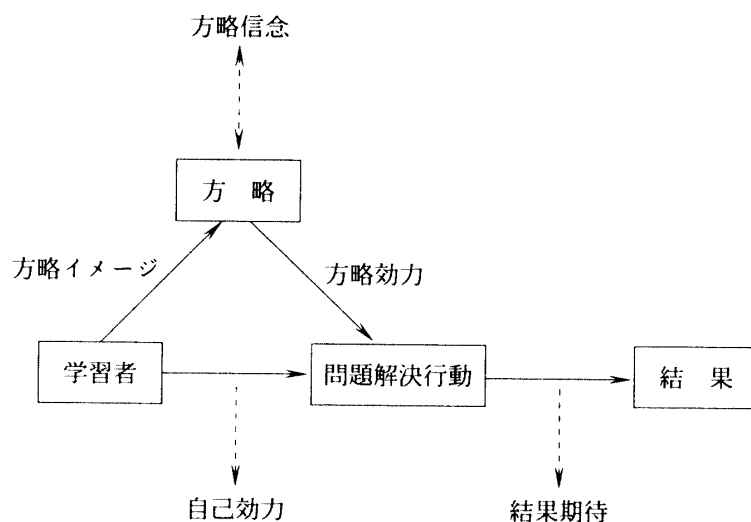 方略信念
方　略
方略イメージ
方略効力
学習者
問題解決行動
結　果
自己効力
結果期待